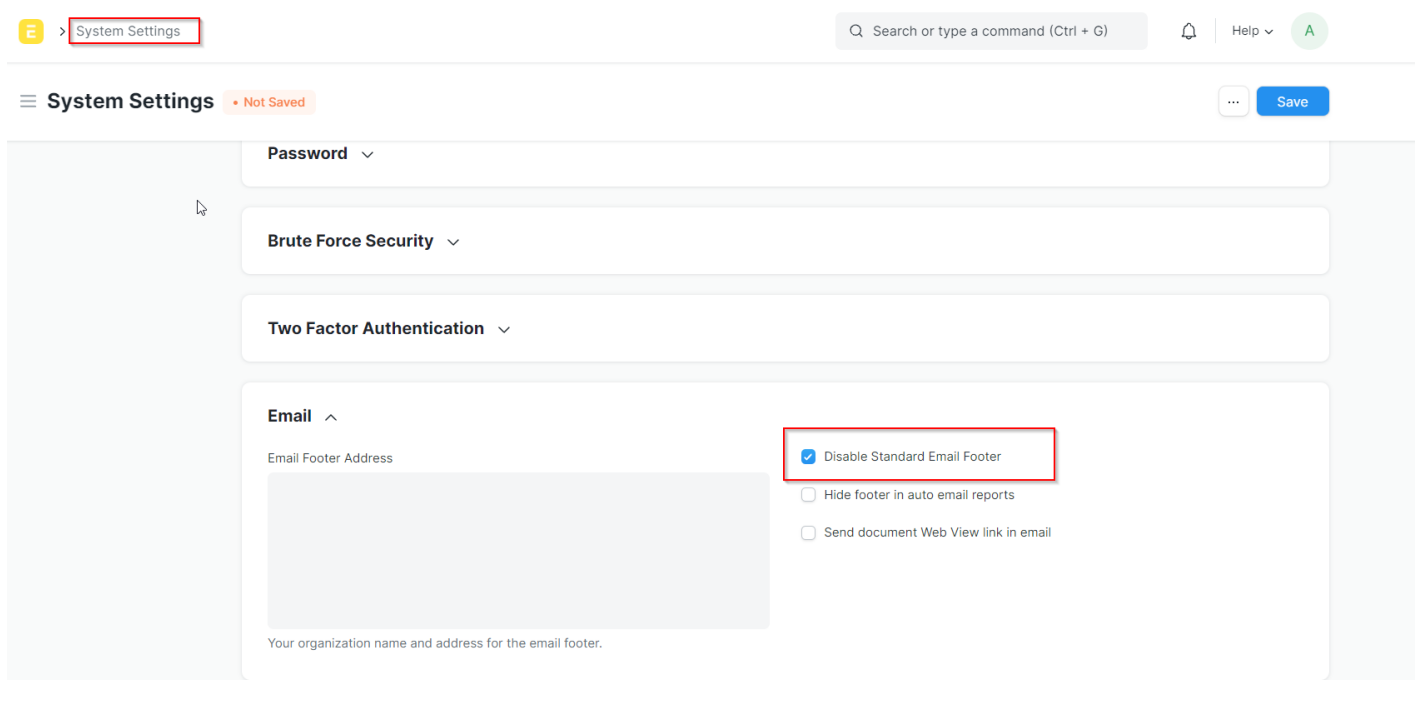 E
System Settings
Search or type a command (Ctrl + G)
Help
A
System Settings
• Not Saved
...
Save
Password
Brute Force Security
Two Factor Authentication
Email
Email Footer Address
Disable Standard Email Footer
Hide footer in auto email reports
Send document Web View link in email
Your organization name and address for the email footer.